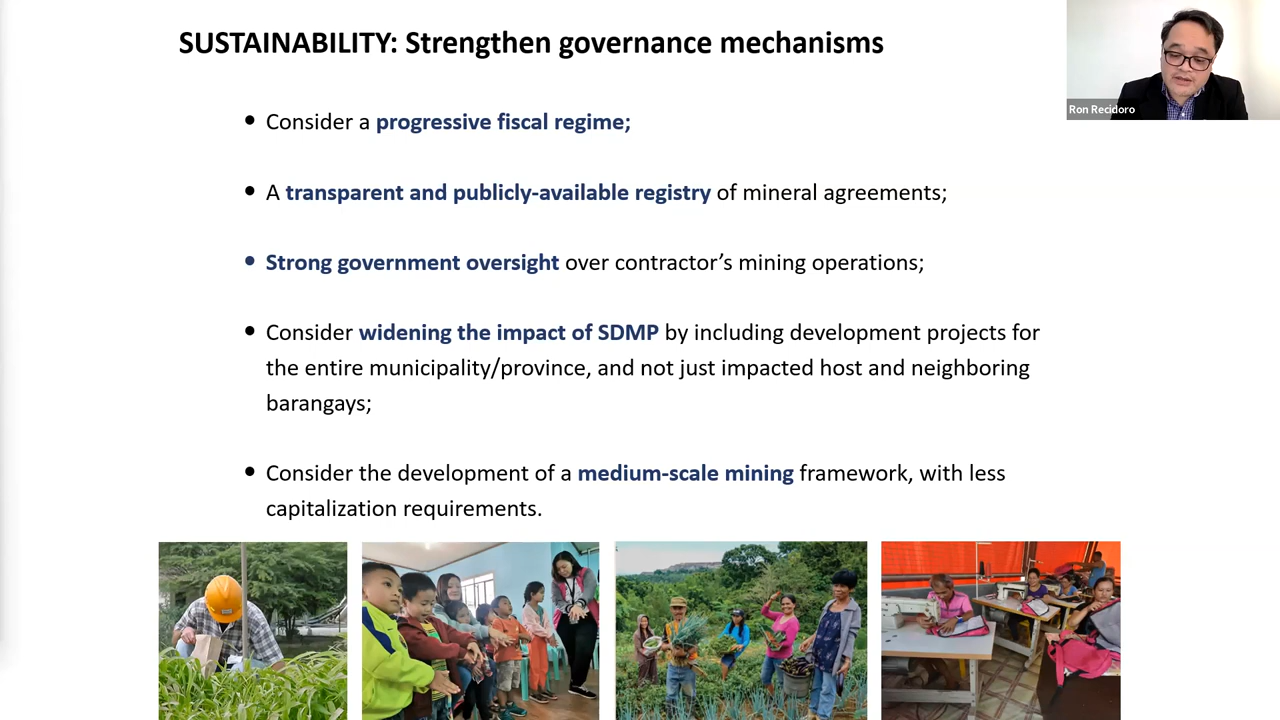 SUSTAINABILITY: Strengthen governance mechanisms
Ron Recidoro
• Consider a progressive fiscal regime;
• A transparent and publicly-available registry of mineral agreements;
• Strong government oversight over contractor's mining operations;
• Consider widening the impact of SDMP by including development projects for
the entire municipality/province, and not just impacted host and neighboring
barangays;
• Consider the development of a medium-scale mining framework, with less
capitalization requirements.